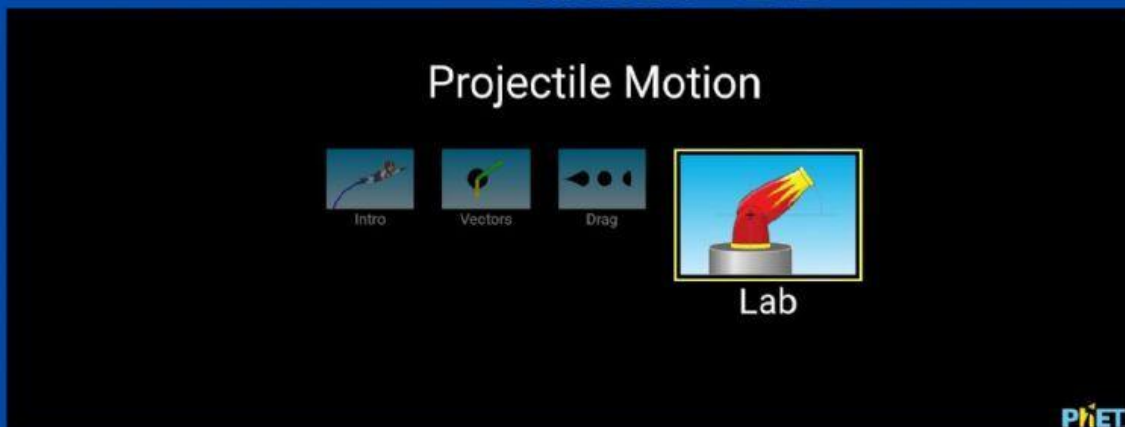 Projectile Motion
Intro
Vectors
Drag
Lab
PhET